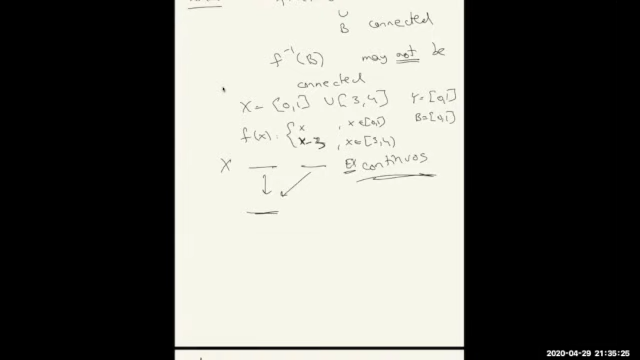 U
B connected
f⁻¹(B) may not be
connected
X = [0,1] U [3,4] Y = [0,1]
f(x) = { x , x ∈ [0,1] B = [0,1]
x-3 , x ∈ [3,4]
X Ex continuos
2020-04-29 21:35:25